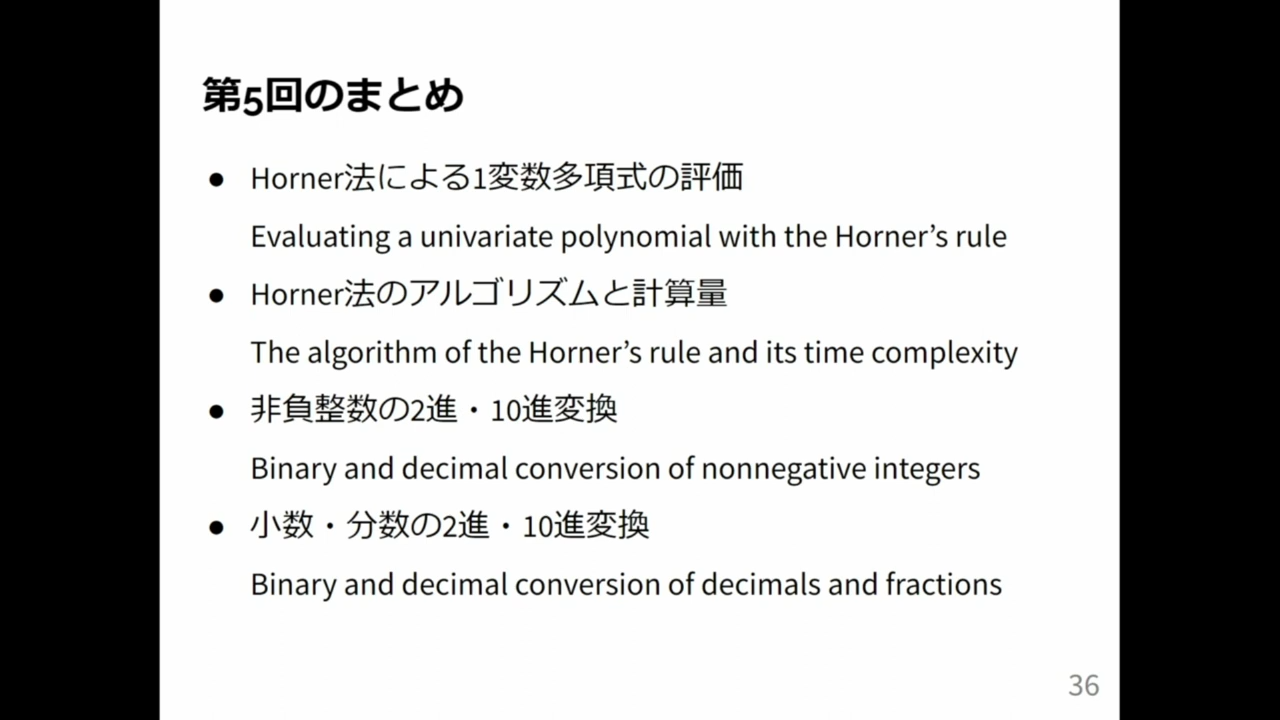 第5回のまとめ
● Horner法による1変数多項式の評価
Evaluating a univariate polynomial with the Horner’s rule
● Horner法のアルゴリズムと計算量
The algorithm of the Horner’s rule and its time complexity
● 非負整数の2進・10進変換
Binary and decimal conversion of nonnegative integers
● 小数・分数の2進・10進変換
Binary and decimal conversion of decimals and fractions
36